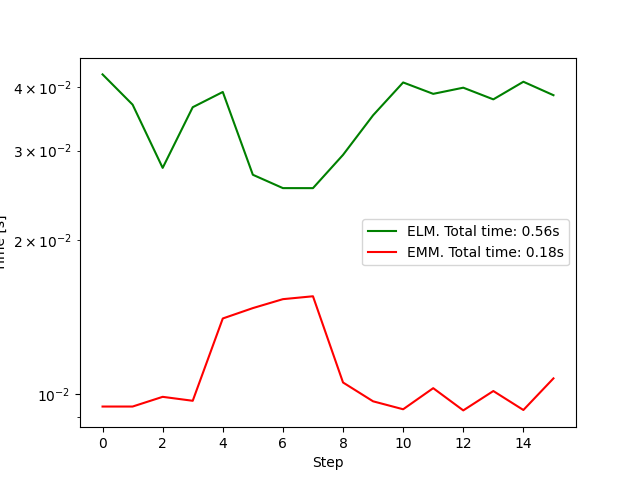 4 × 10⁻²
3 × 10⁻²
2 × 10⁻²
10⁻²
ELM. Total time: 0.56s
EMM. Total time: 0.18s
0 2 4 6 8 10 12 14
Step